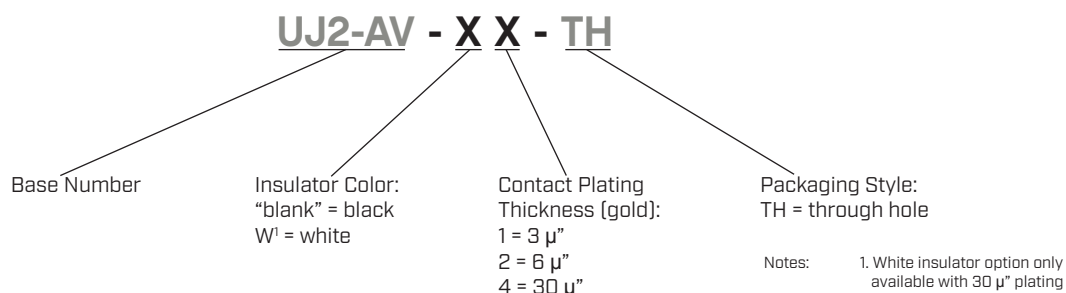 UJ2-AV - X X - TH
Base Number
Insulator Color:
“blank” = black
W¹ = white
Contact Plating
Thickness (gold):
1 = 3 µ”
2 = 6 µ”
4 = 30 µ”
Packaging Style:
TH = through hole
Notes: 1. White insulator option only
available with 30 µ” plating